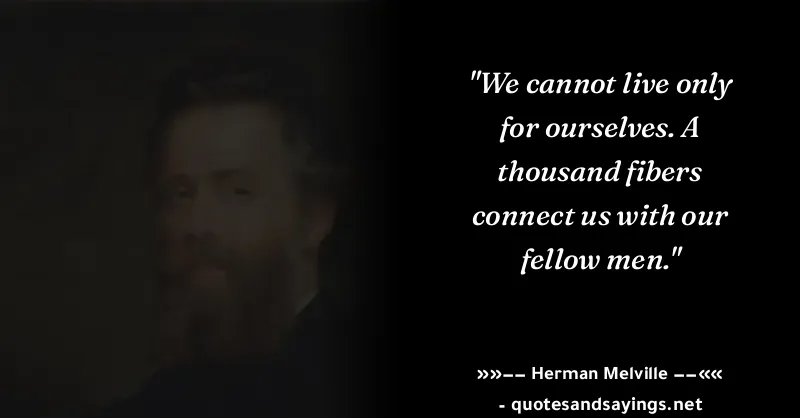 "We cannot live only
for ourselves. A
thousand fibers
connect us with our
fellow men."
»»–– Herman Melville ––««
- quotesandsayings.net